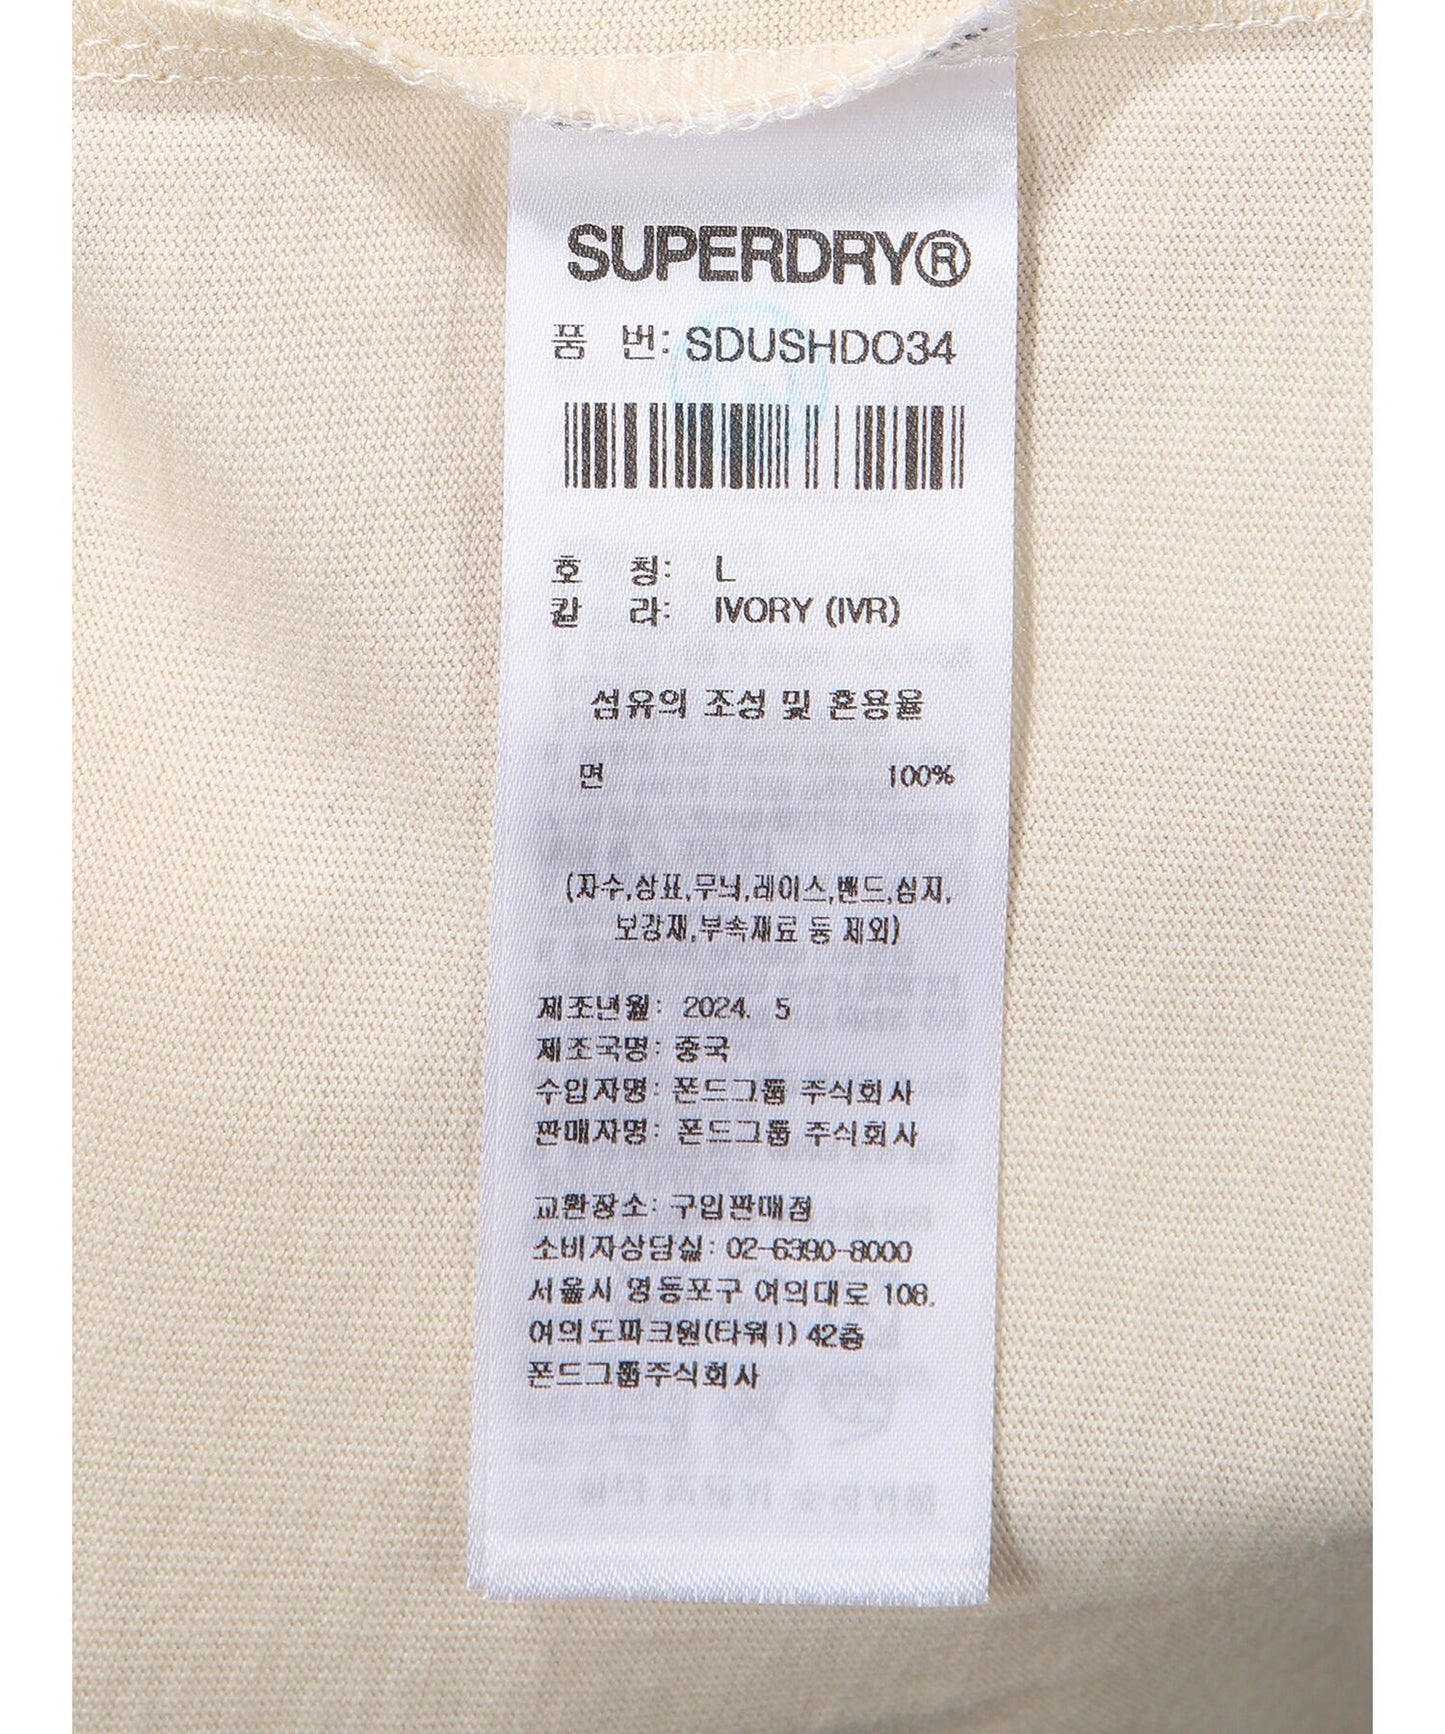 SUPERDRY®
품 번: SDUSHDO34
호 칭: L
칼 라: IVORY (IVR)
섬유의 조성 및 혼용율
면 100%
(자수,상표,무늬,레이스,밴드,심지,
보강재,부속재료 등 제외)
제조년월: 2024. 5
제조국명: 중국
수입자명: 폰드그룹 주식회사
판매자명: 폰드그룹 주식회사
교환장소: 구입판매점
소비자상담실: 02-6390-8000
서울시 영등포구 여의대로 108,
여의도파크원(타워1) 42층
폰드그룹주식회사